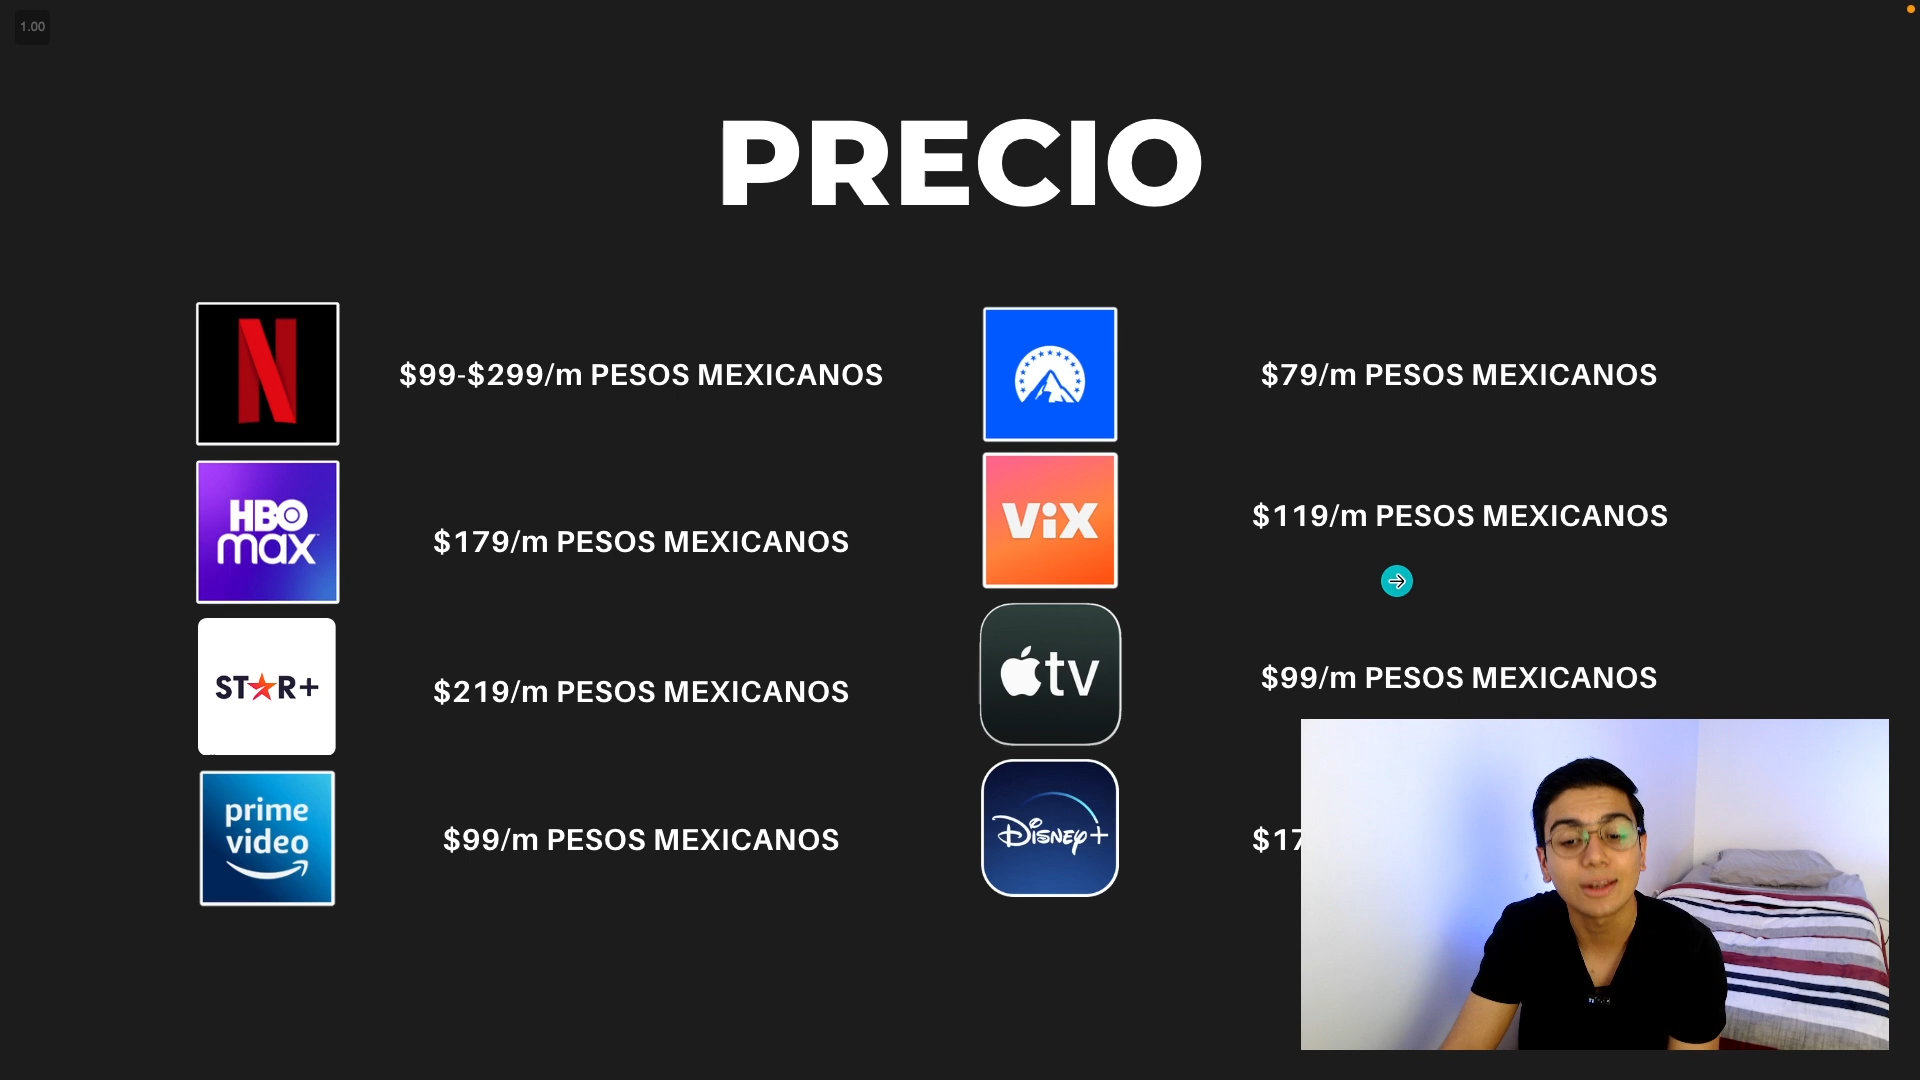 1.00
PRECIO
N
$99-$299/m PESOS MEXICANOS
HBO
max
$179/m PESOS MEXICANOS
STAR+
$219/m PESOS MEXICANOS
prime
video
$99/m PESOS MEXICANOS
$79/m PESOS MEXICANOS
ViX
$119/m PESOS MEXICANOS
tv
$99/m PESOS MEXICANOS
Disney+
$17